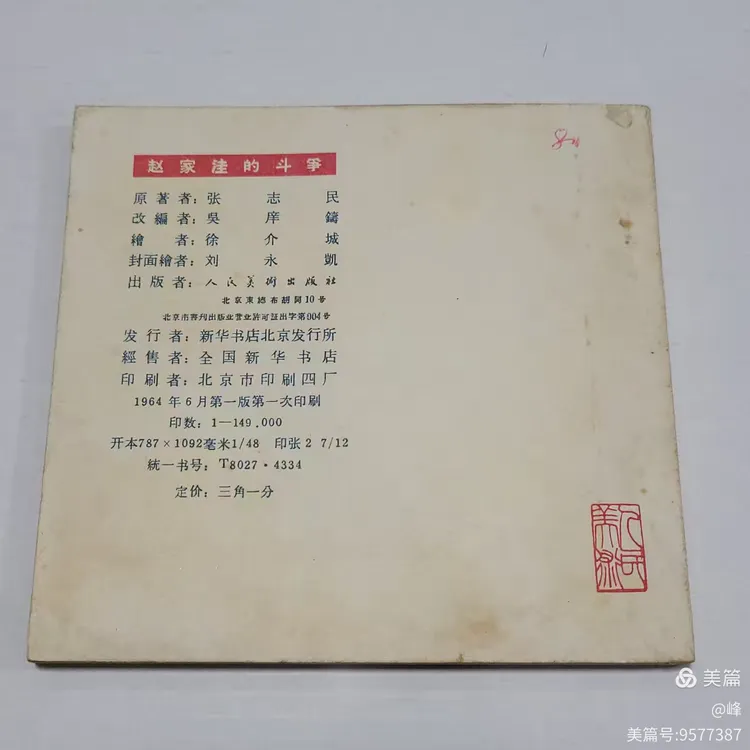 赵家洼的斗爭
原著者：张志民
改編者：吳庠鑄
繪者：徐介城
封面繪者：刘永凱
出版者：人民美術出版社
北京東總布胡同10号
北京市書刊出版业营业許可証出字第004号
发行者：新华书店北京发行所
經售者：全国新华书店
印刷者：北京市印刷四厂
1964年6月第一版第一次印刷
印数：1—149,000
开本787×1092毫米1/48 印张2 7/12
統一书号：T8027·4334
定价：三角一分
人民美術
美篇
@峰
美篇号:9577387